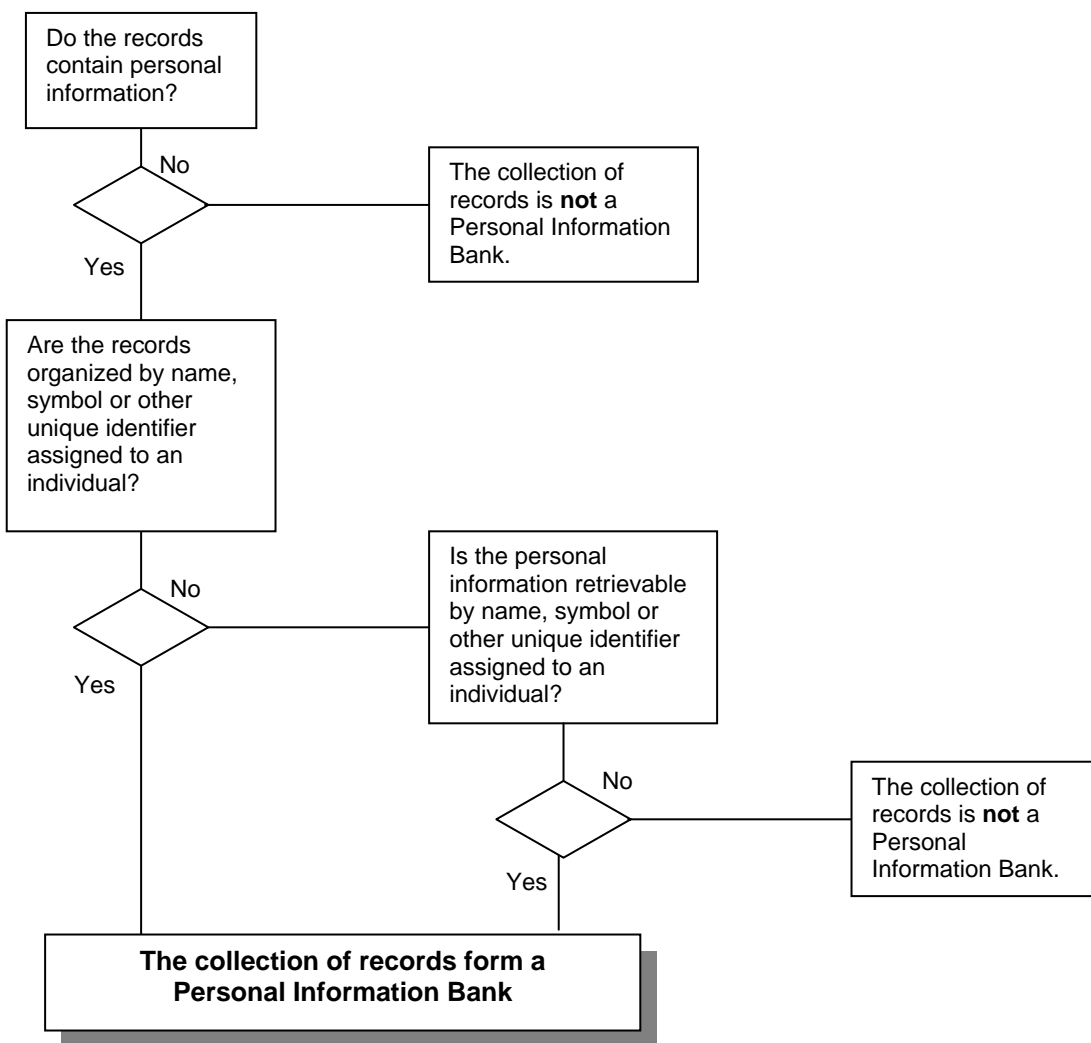 Do the records
contain personal
information?
No
The collection of
records is not a
Personal Information
Bank.
Yes
Are the records
organized by name,
symbol or other
unique identifier
assigned to an
individual?
No
Is the personal
information retrievable
by name, symbol or
other unique identifier
assigned to an
individual?
Yes
No
The collection of
records is not a
Personal
Information Bank.
Yes
The collection of records form a
Personal Information Bank